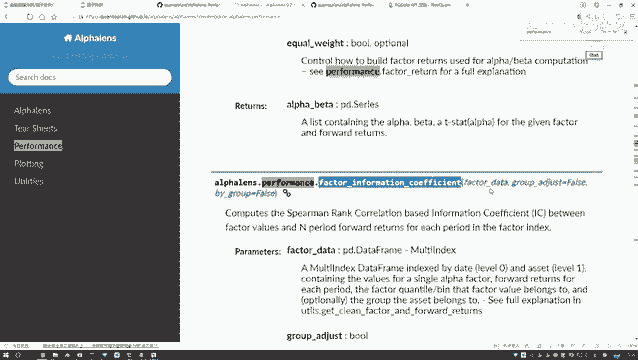 Alphalens
Search docs
Alphalens
Tear Sheets
Performance
Plotting
Utilities
equal_weight : bool, optional
Control how to build factor returns used for alpha/beta computation
– see performance.factor_return for a full explanation
Returns:
alpha_beta : pd.Series
A list containing the alpha, beta, a t-stat(alpha) for the given factor
and forward returns.
alphalens.performance.factor_information_coefficient(factor_data, group_adjust=False,
by_group=False)
Computes the Spearman Rank Correlation based Information Coefficient (IC) between
factor values and N period forward returns for each period in the factor index.
Parameters:
factor_data : pd.DataFrame - MultiIndex
A MultiIndex DataFrame indexed by date (level 0) and asset (level 1),
containing the values for a single alpha factor, forward returns for
each period, the factor quantile/bin that factor value belongs to, and
(optionally) the group the asset belongs to. - See full explanation in
utils.get_clean_factor_and_forward_returns
group_adjust : bool